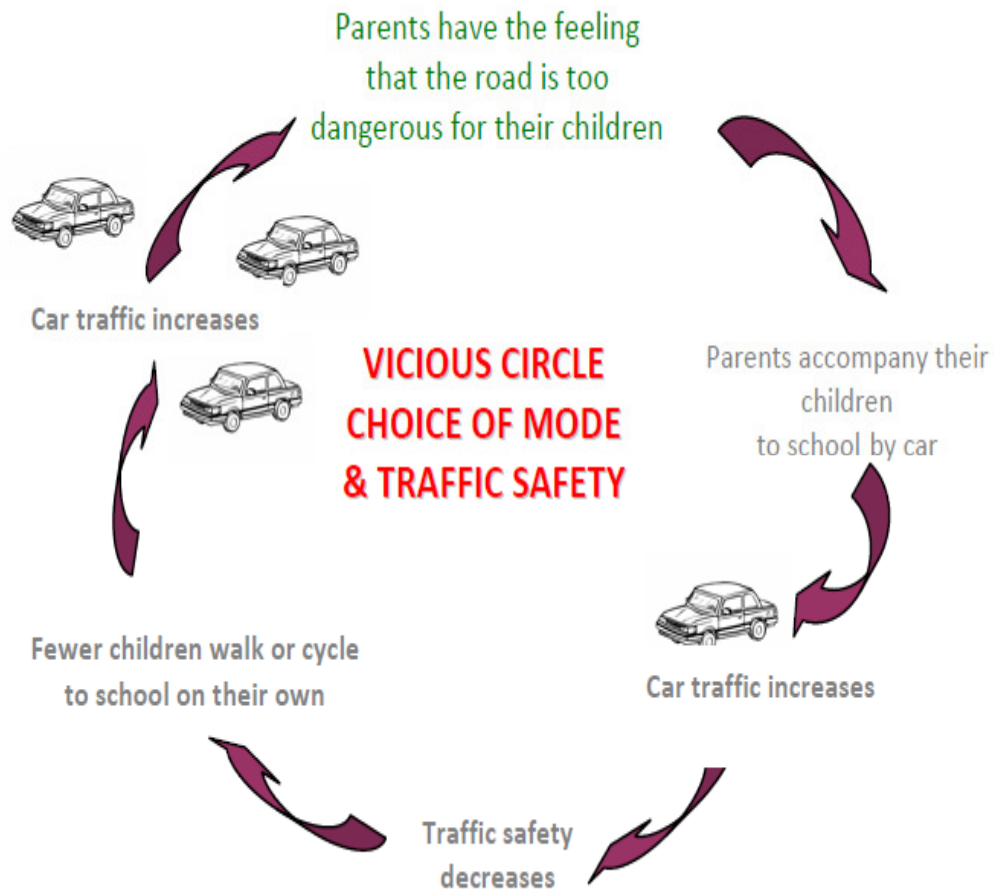 Parents have the feeling
that the road is too
dangerous for their children
Parents accompany their
children
to school by car
Car traffic increases
Traffic safety
decreases
Fewer children walk or cycle
to school on their own
Car traffic increases
VICIOUS CIRCLE
CHOICE OF MODE
& TRAFFIC SAFETY